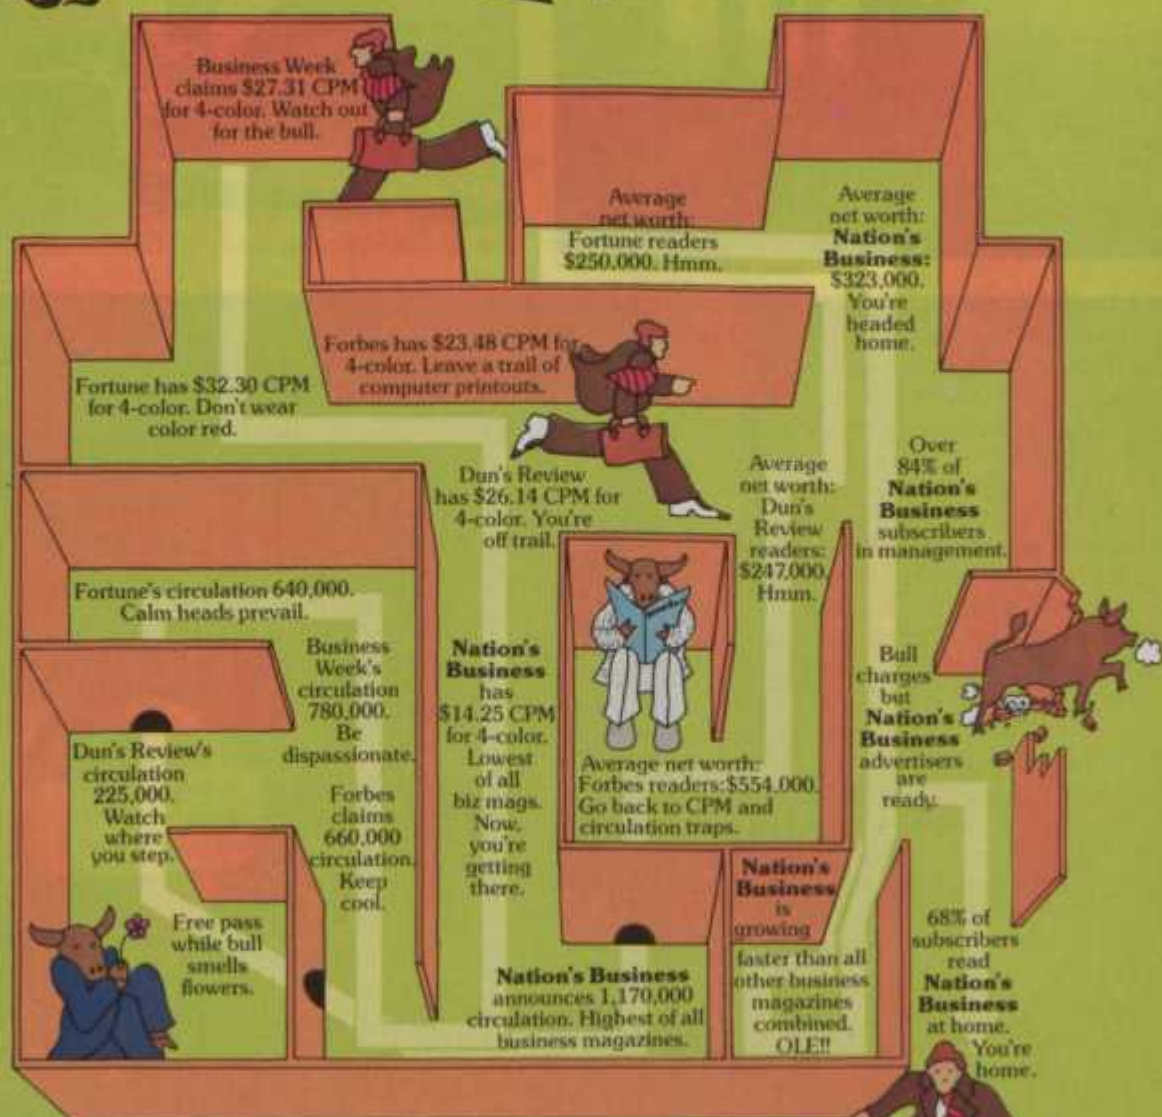 Business Week
claims $27.31 CPM
for 4-color. Watch out
for the bull.
Average
net worth:
Fortune readers
$250,000. Hmm.
Average
net worth:
Nation's
Business:
$323,000.
You're
headed
home.
Forbes has $23.48 CPM for
4-color. Leave a trail of
computer printouts.
Fortune has $32.30 CPM
for 4-color. Don't wear
color red.
Dun's Review
has $26.14 CPM for
4-color. You're
off trail.
Average
net worth:
Dun's
Review
readers:
$247,000.
Hmm.
Over
84% of
Nation's
Business
subscribers
in management.
Fortune's circulation 640,000.
Calm heads prevail.
Business
Week's
circulation
780,000.
Be
dispassionate.
Nation's
Business
has
$14.25 CPM
for 4-color.
Lowest
of all
biz mags.
Now,
you're
getting
there.
Bull
charges
but
Nation's
Business
advertisers
are
ready.
Dun's Review's
circulation
225,000.
Watch
where
you step.
Forbes
claims
660,000
circulation.
Keep
cool.
Average net worth:
Forbes readers:$554,000.
Go back to CPM and
circulation traps.
Free pass
while bull
smells
flowers.
Nation's Business
announces 1,170,000
circulation. Highest of all
business magazines.
Nation's
Business
is
growing
faster than all
other business
magazines
combined.
OLE!!
68% of
subscribers
read
Nation's
Business
at home.
You're
home.